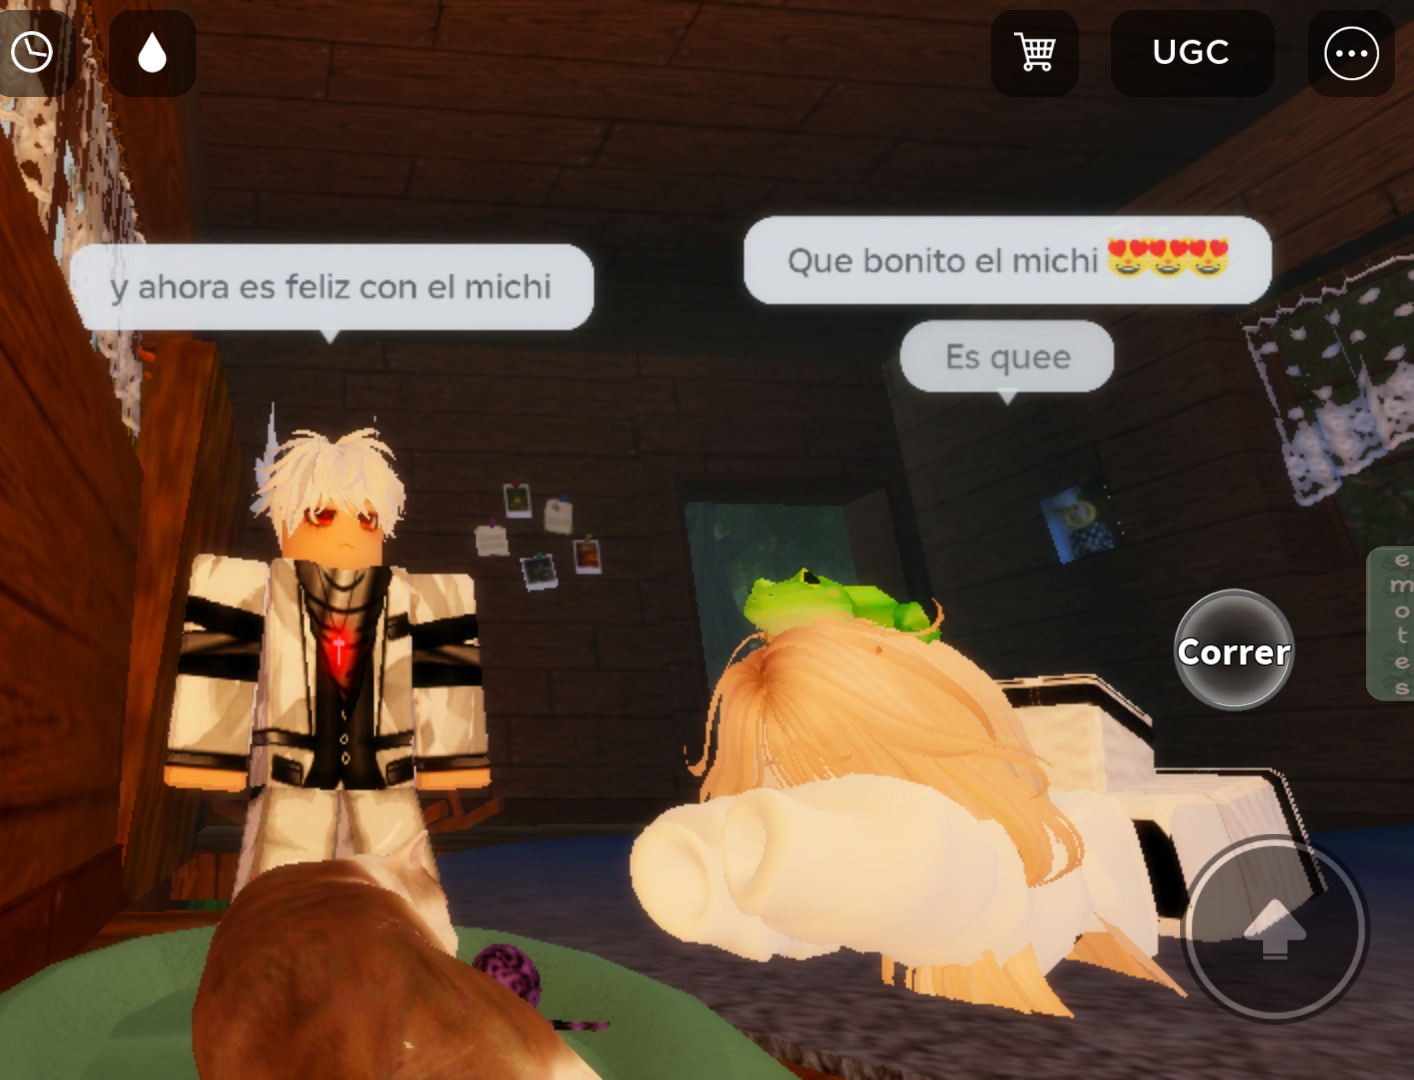 UGC
y ahora es feliz con el michi
Que bonito el michi 😻😻😻
Es quee
Correr
emotes